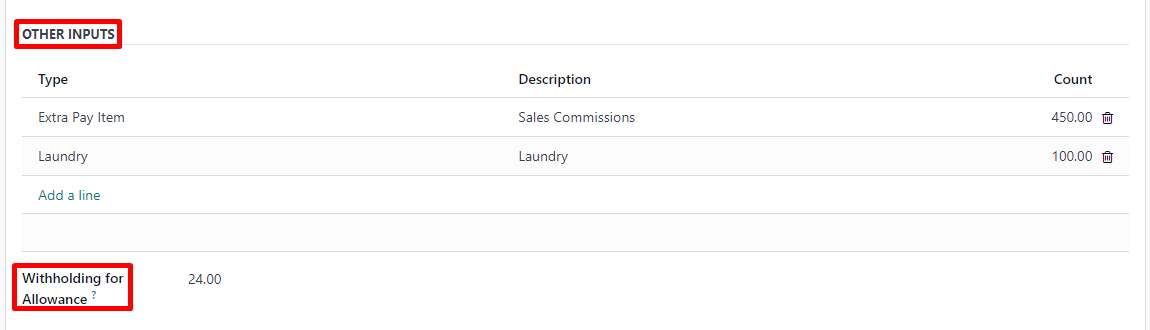 OTHER INPUTS
Type Description Count
Extra Pay Item Sales Commissions 450.00
Laundry Laundry 100.00
Add a line
Withholding for
Allowance ? 24.00